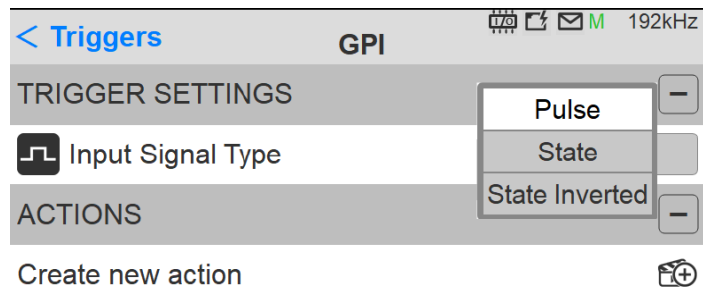 I/O M 192kHz
< Triggers GPI
TRIGGER SETTINGS
Pulse
Input Signal Type
State
State Inverted
ACTIONS
Create new action